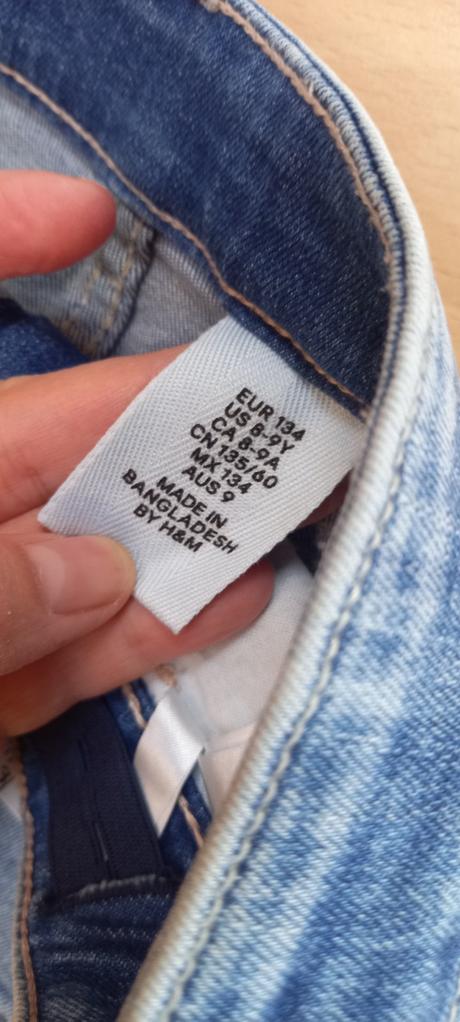 EUR 134
US 8-9Y
CA 8-9A
CN 135/60
MX 134
AUS 9
MADE IN
BANGLADESH
BY H&M